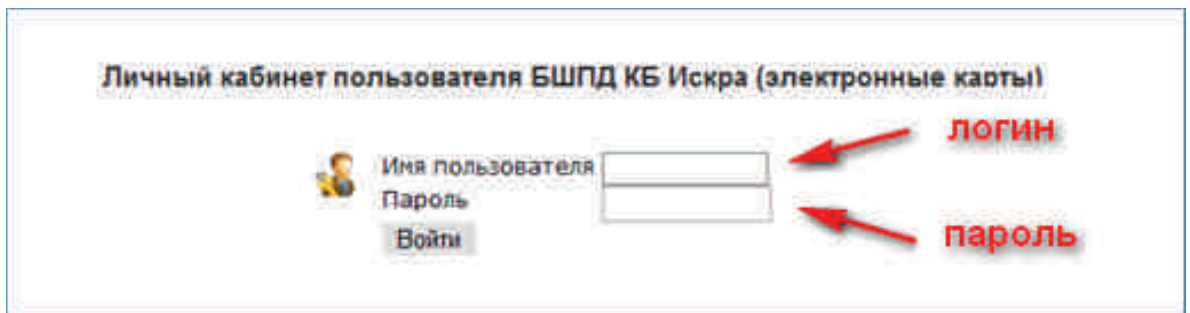 Личный кабинет пользователя БШПД КБ Искра (электронные карты)
логин
Имя пользователя
Пароль
пароль
Войти